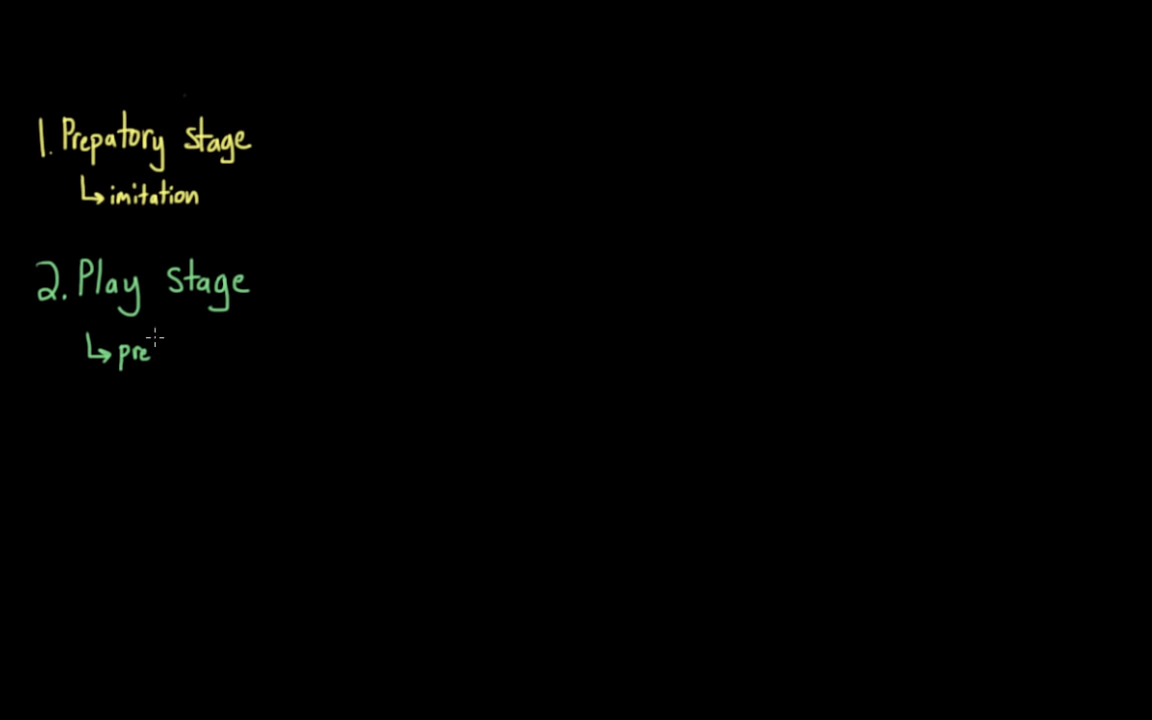 1. Prepatory stage
↳ imitation
2. Play stage
↳ pre